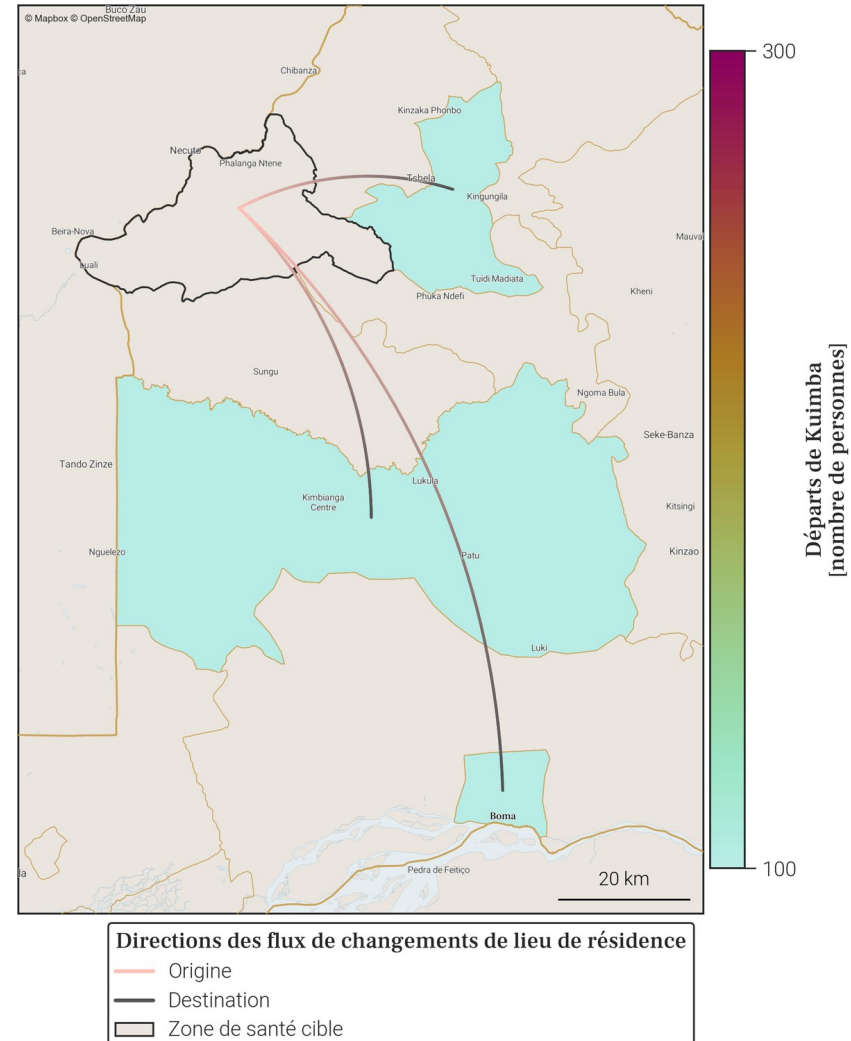 Buco Zau
© Mapbox © OpenStreetMap
300
za
Chibanza
Kinzaka Phonbo
Necuto
Phalanga Ntene
Tshela
Kingungila
Beira-Nova
Mauva
Luali
Tuidi Madiata
Phuka Ndefi
Kheni
Sungu
Ngoma Bula
Seke-Banza
Tando Zinze
Lukula
Kimbianga
Centre
Kitsingi
Nguelezo
Patu
Kinzao
Luki
Départs de Kuimba
[nombre de personnes]
Boma
Pedra de Feitiço
20 km
100
Directions des flux de changements de lieu de résidence
Origine
Destination
Zone de santé cible